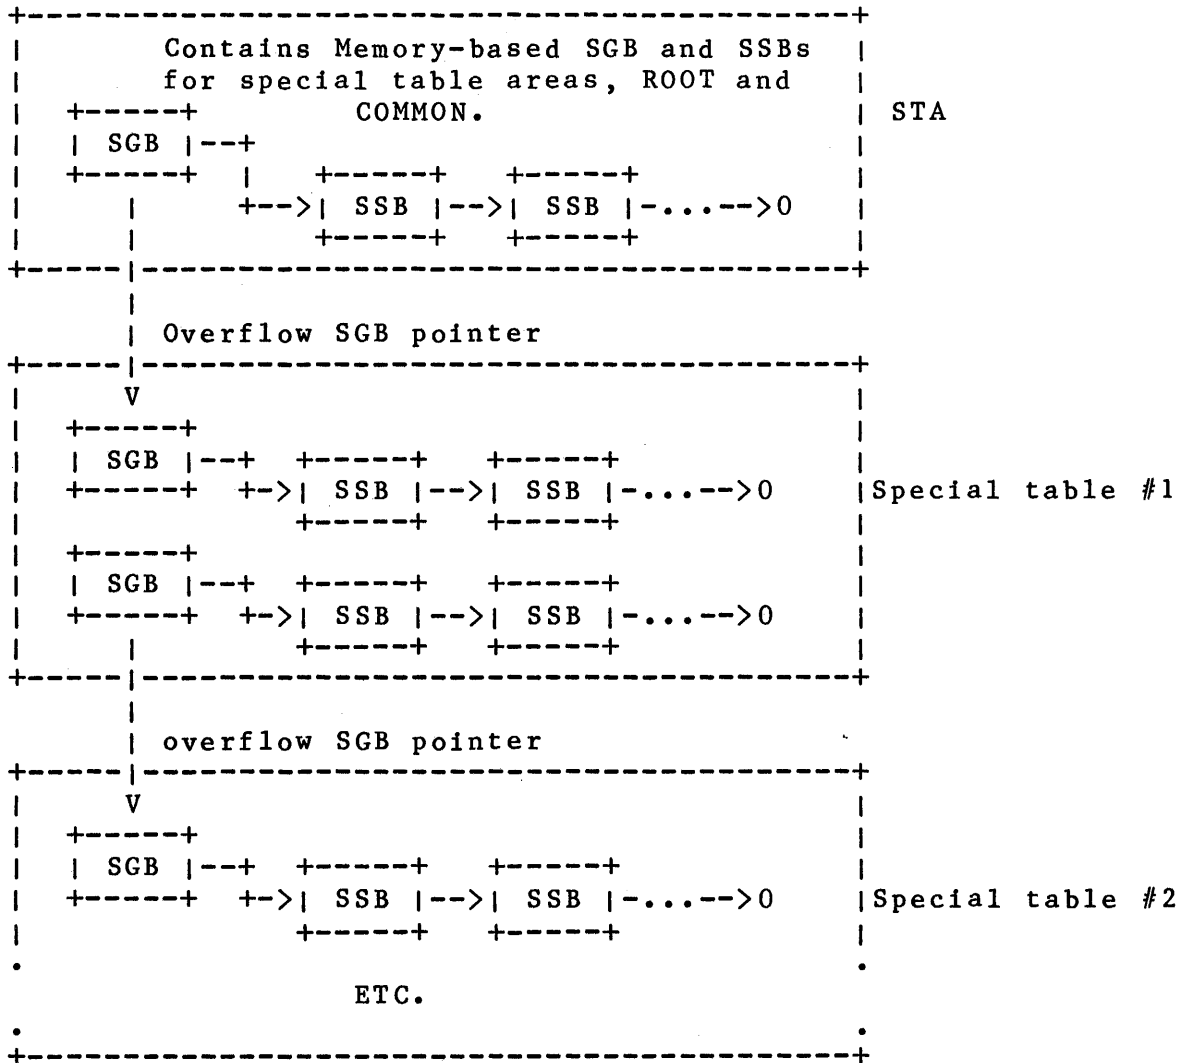 Contains Memory-based SGB and SSBs
for special table areas, ROOT and
COMMON.
STA
SGB
SSB SSB ...-->0
Overflow SGB pointer
V
SGB
SSB SSB ...-->0
Special table #1
SGB
SSB SSB ...-->0
overflow SGB pointer
V
SGB
SSB SSB ...-->0
Special table #2
ETC.